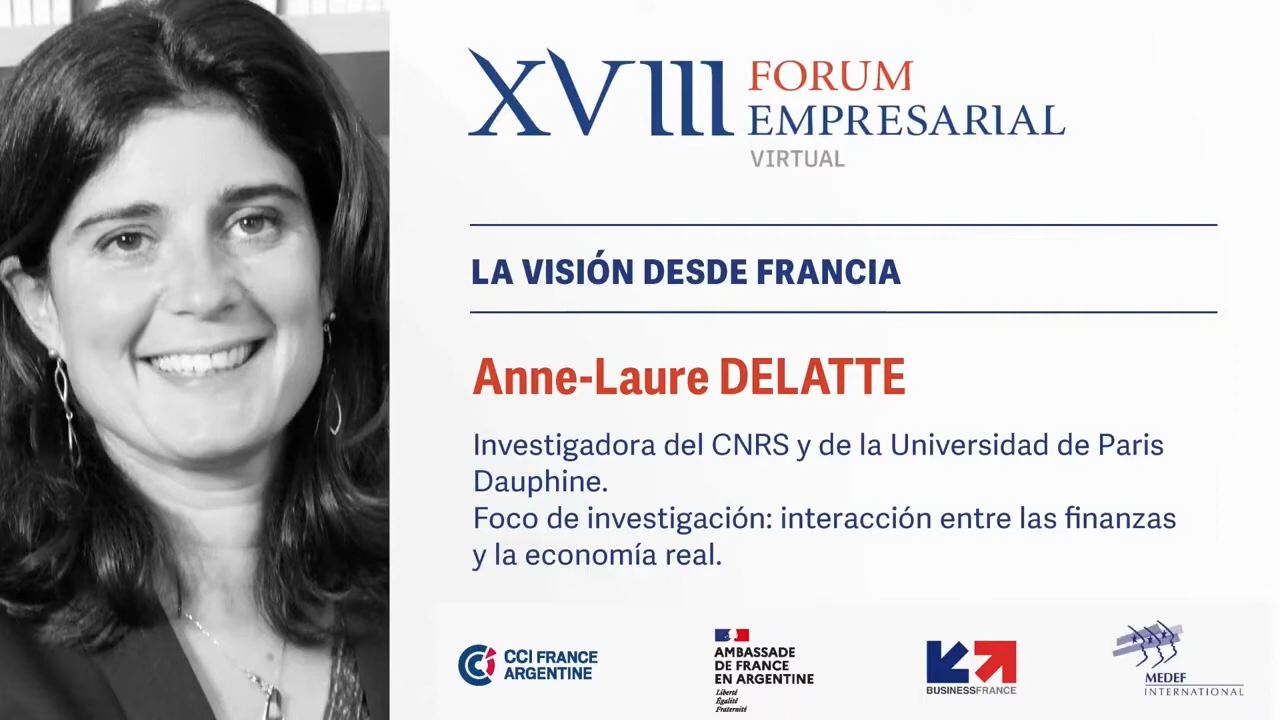 XVIII FORUM
EMPRESARIAL
VIRTUAL
LA VISIÓN DESDE FRANCIA
Anne-Laure DELATTE
Investigadora del CNRS y de la Universidad de Paris
Dauphine.
Foco de investigación: interacción entre las finanzas
y la economía real.
CCI FRANCE
ARGENTINE
AMBASSADE
DE FRANCE
EN ARGENTINE
Liberté
Égalité
Fraternité
BUSINESSFRANCE
MEDEF
INTERNATIONAL